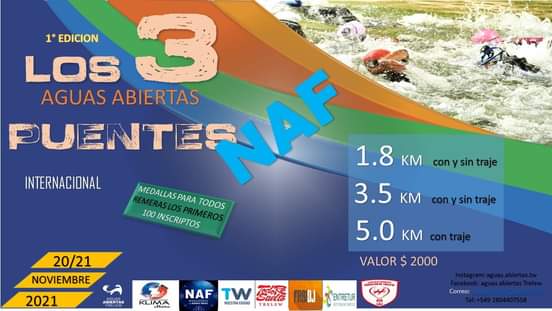 1° EDICION
LOS 3
AGUAS ABIERTAS
PUENTES
NAF
INTERNACIONAL
MEDALLAS PARA TODOS
REMERAS LOS PRIMEROS
100 INSCRIPTOS
1.8 KM con y sin traje
3.5 KM con y sin traje
5.0 KM con traje
VALOR $ 2000
20/21
NOVIEMBRE
2021
NAF
TW
Instagram: aguas.abiertas.tw
Facebook: aguas abiertas Trelew
Correo:
Tel: +549 2804407558